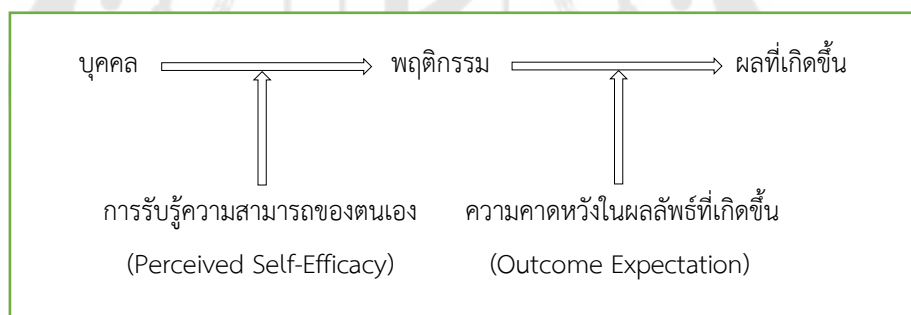 บุคคล พฤติกรรม ผลที่เกิดขึ้น
การรับรู้ความสามารถของตนเอง ความคาดหวังในผลลัพธ์ที่เกิดขึ้น
(Perceived Self-Efficacy) (Outcome Expectation)